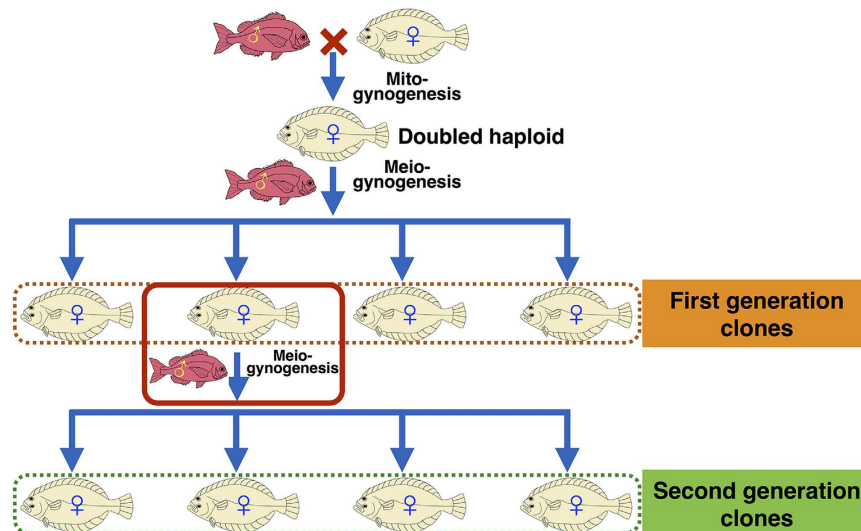 ♂
♀
Mito-
gynogenesis
♀
Doubled haploid
♂
Meio-
gynogenesis
♀
♀
♀
♀
First generation
clones
♂
Meio-
gynogenesis
♀
♀
♀
♀
Second generation
clones